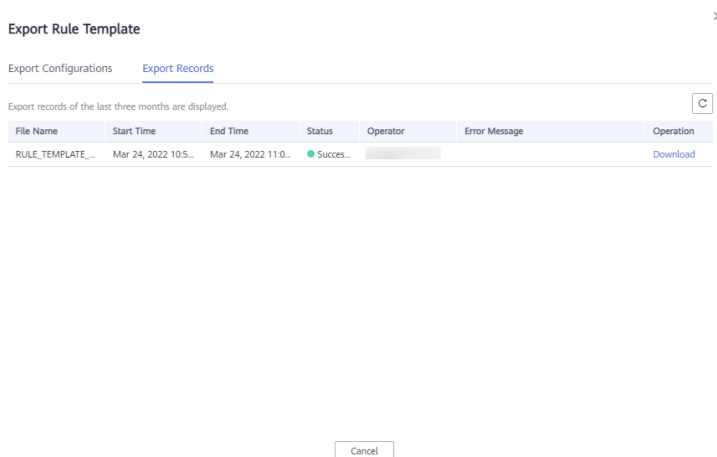 Export Rule Template
Export Configurations Export Records
Export records of the last three months are displayed.
File Name Start Time End Time Status Operator Error Message Operation
RULE_TEMPLATE_... Mar 24, 2022 10:5... Mar 24, 2022 11:0... Succes... Download
Cancel